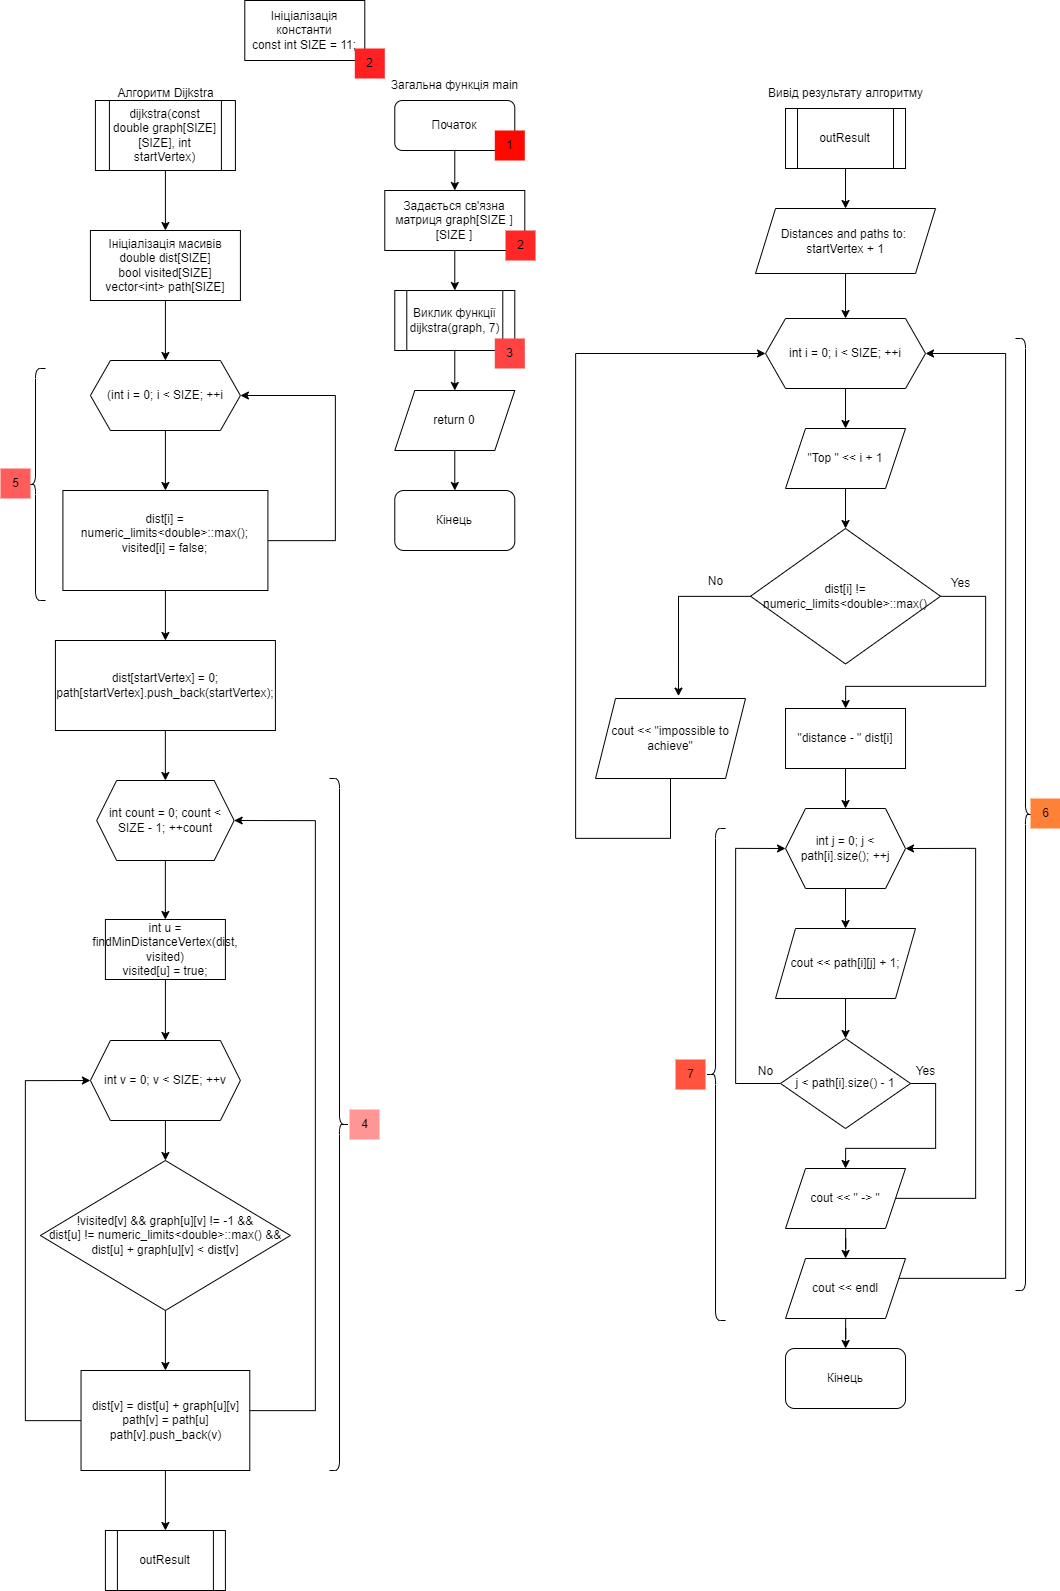 Ініціалізація
константи
const int SIZE = 11;
2
Алгоритм Dijkstra
dijkstra(const
double graph[SIZE]
[SIZE], int
startVertex)
Ініціалізація масивів
double dist[SIZE]
bool visited[SIZE]
vector<int> path[SIZE]
(int i = 0; i < SIZE; ++i
5
dist[i] =
numeric_limits<double>::max();
visited[i] = false;
dist[startVertex] = 0;
path[startVertex].push_back(startVertex);
int count = 0; count <
SIZE - 1; ++count
int u =
findMinDistanceVertex(dist,
visited)
visited[u] = true;
int v = 0; v < SIZE; ++v
4
!visited[v] && graph[u][v] != -1 &&
dist[u] != numeric_limits<double>::max() &&
dist[u] + graph[u][v] < dist[v]
dist[v] = dist[u] + graph[u][v]
path[v] = path[u]
path[v].push_back(v)
outResult
Загальна функція main
Початок
1
Задається св'язна
матриця graph[SIZE ]
[SIZE ]
2
Виклик функції
dijkstra(graph, 7)
3
return 0
Кінець
Вивід результату алгоритму
outResult
Distances and paths to:
startVertex + 1
int i = 0; i < SIZE; ++i
"Top " << i + 1
dist[i] !=
numeric_limits<double>::max()
No
Yes
cout << "impossible to
achieve"
"distance - " dist[i]
6
int j = 0; j <
path[i].size(); ++j
cout << path[i][j] + 1;
7
j < path[i].size() - 1
No
Yes
cout << " -> "
cout << endl
Кінець